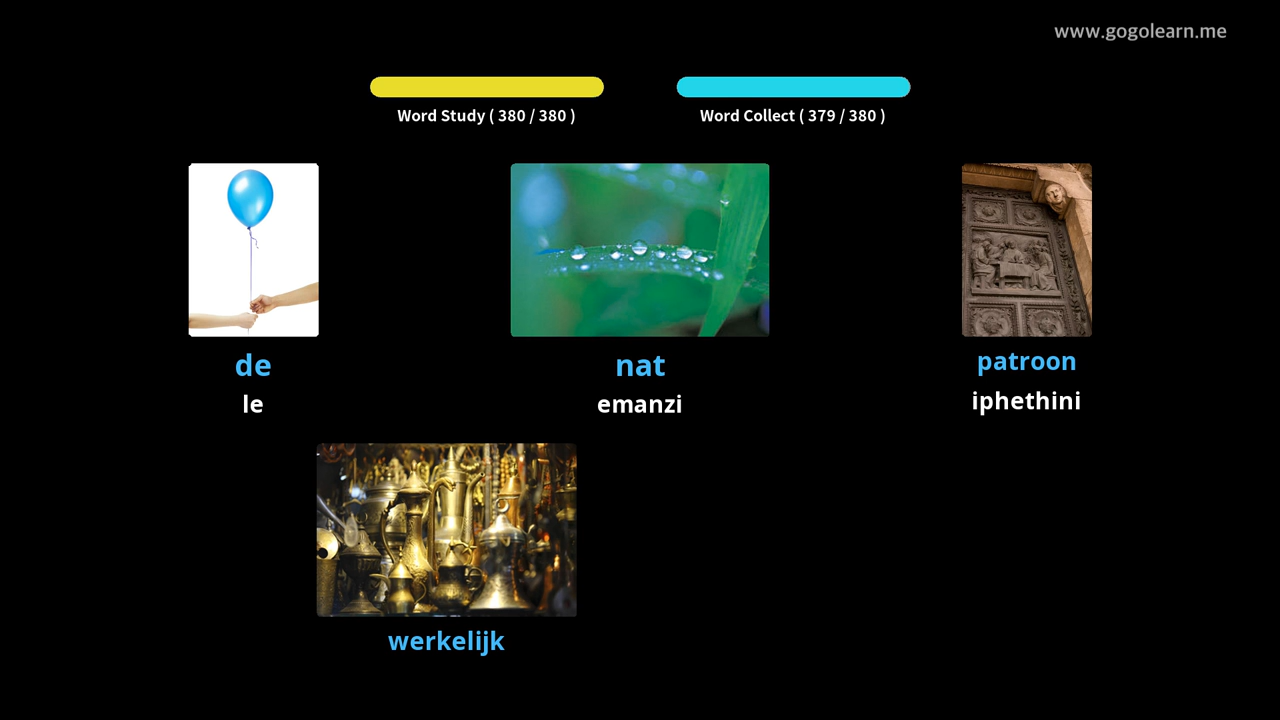 www.gogolearn.me
Word Study ( 380 / 380 )
Word Collect ( 379 / 380 )
de
le
nat
emanzi
patroon
iphethini
werkelijk